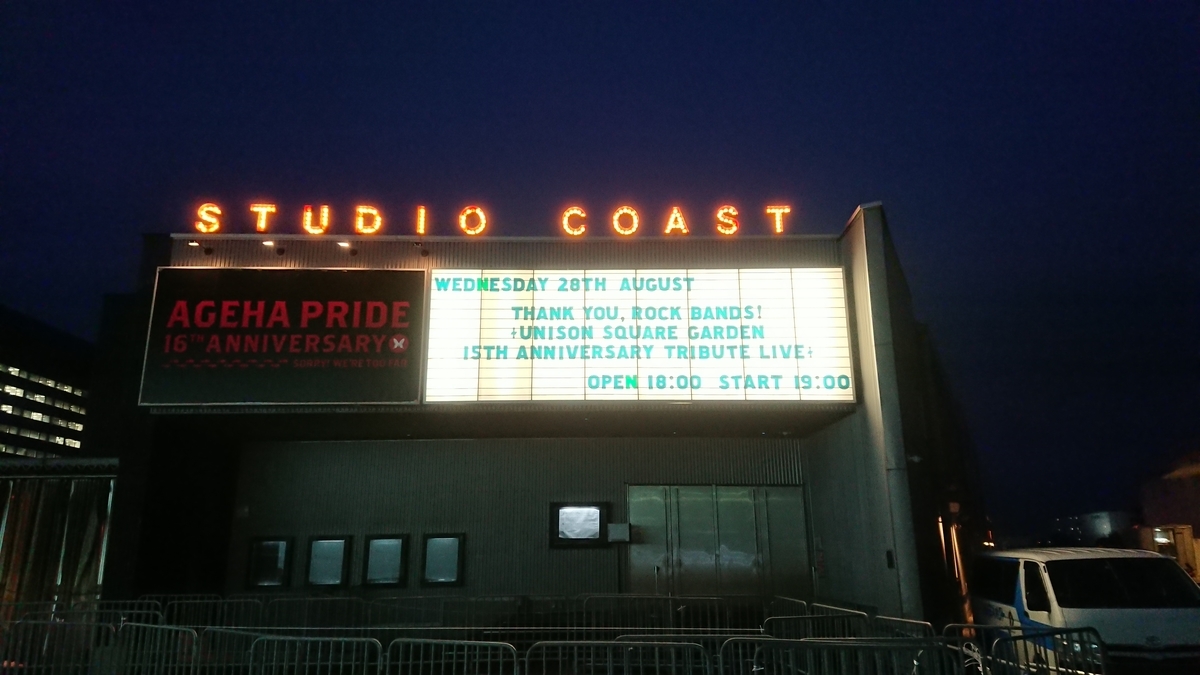 STUDIO COAST
AGEHA PRIDE
16TH ANNIVERSARY
WEDNESDAY 28TH AUGUST
THANK YOU, ROCK BANDS!
UNISON SQUARE GARDEN
15TH ANNIVERSARY TRIBUTE LIVE
OPEN 18:00 START 19:00